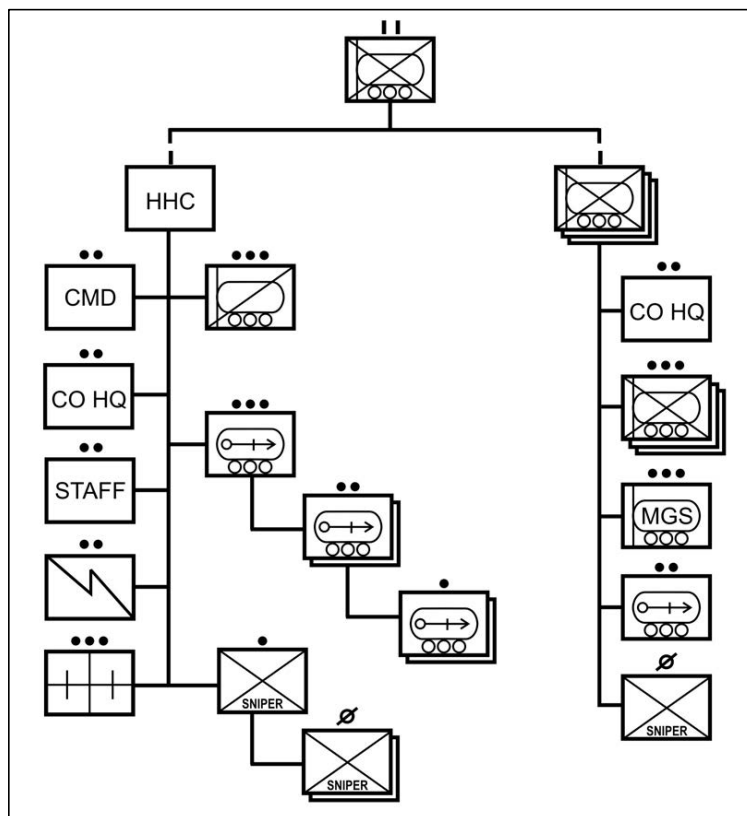 HHC
CMD
CO HQ
CO HQ
STAFF
MGS
SNIPER
SNIPER
SNIPER